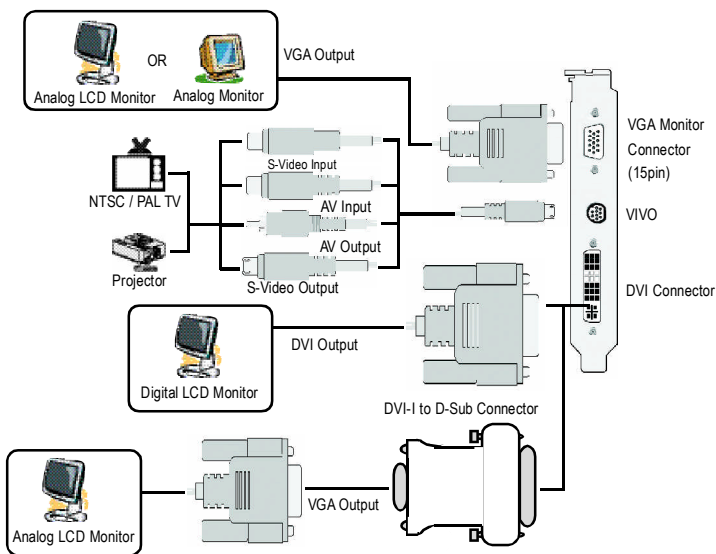 VGA Output
OR
Analog LCD Monitor
Analog Monitor
VGA Monitor
Connector
(15pin)
S-Video Input
NTSC / PAL TV
AV Input
VIVO
AV Output
Projector
S-Video Output
DVI Connector
DVI Output
Digital LCD Monitor
DVI-I to D-Sub Connector
VGA Output
Analog LCD Monitor